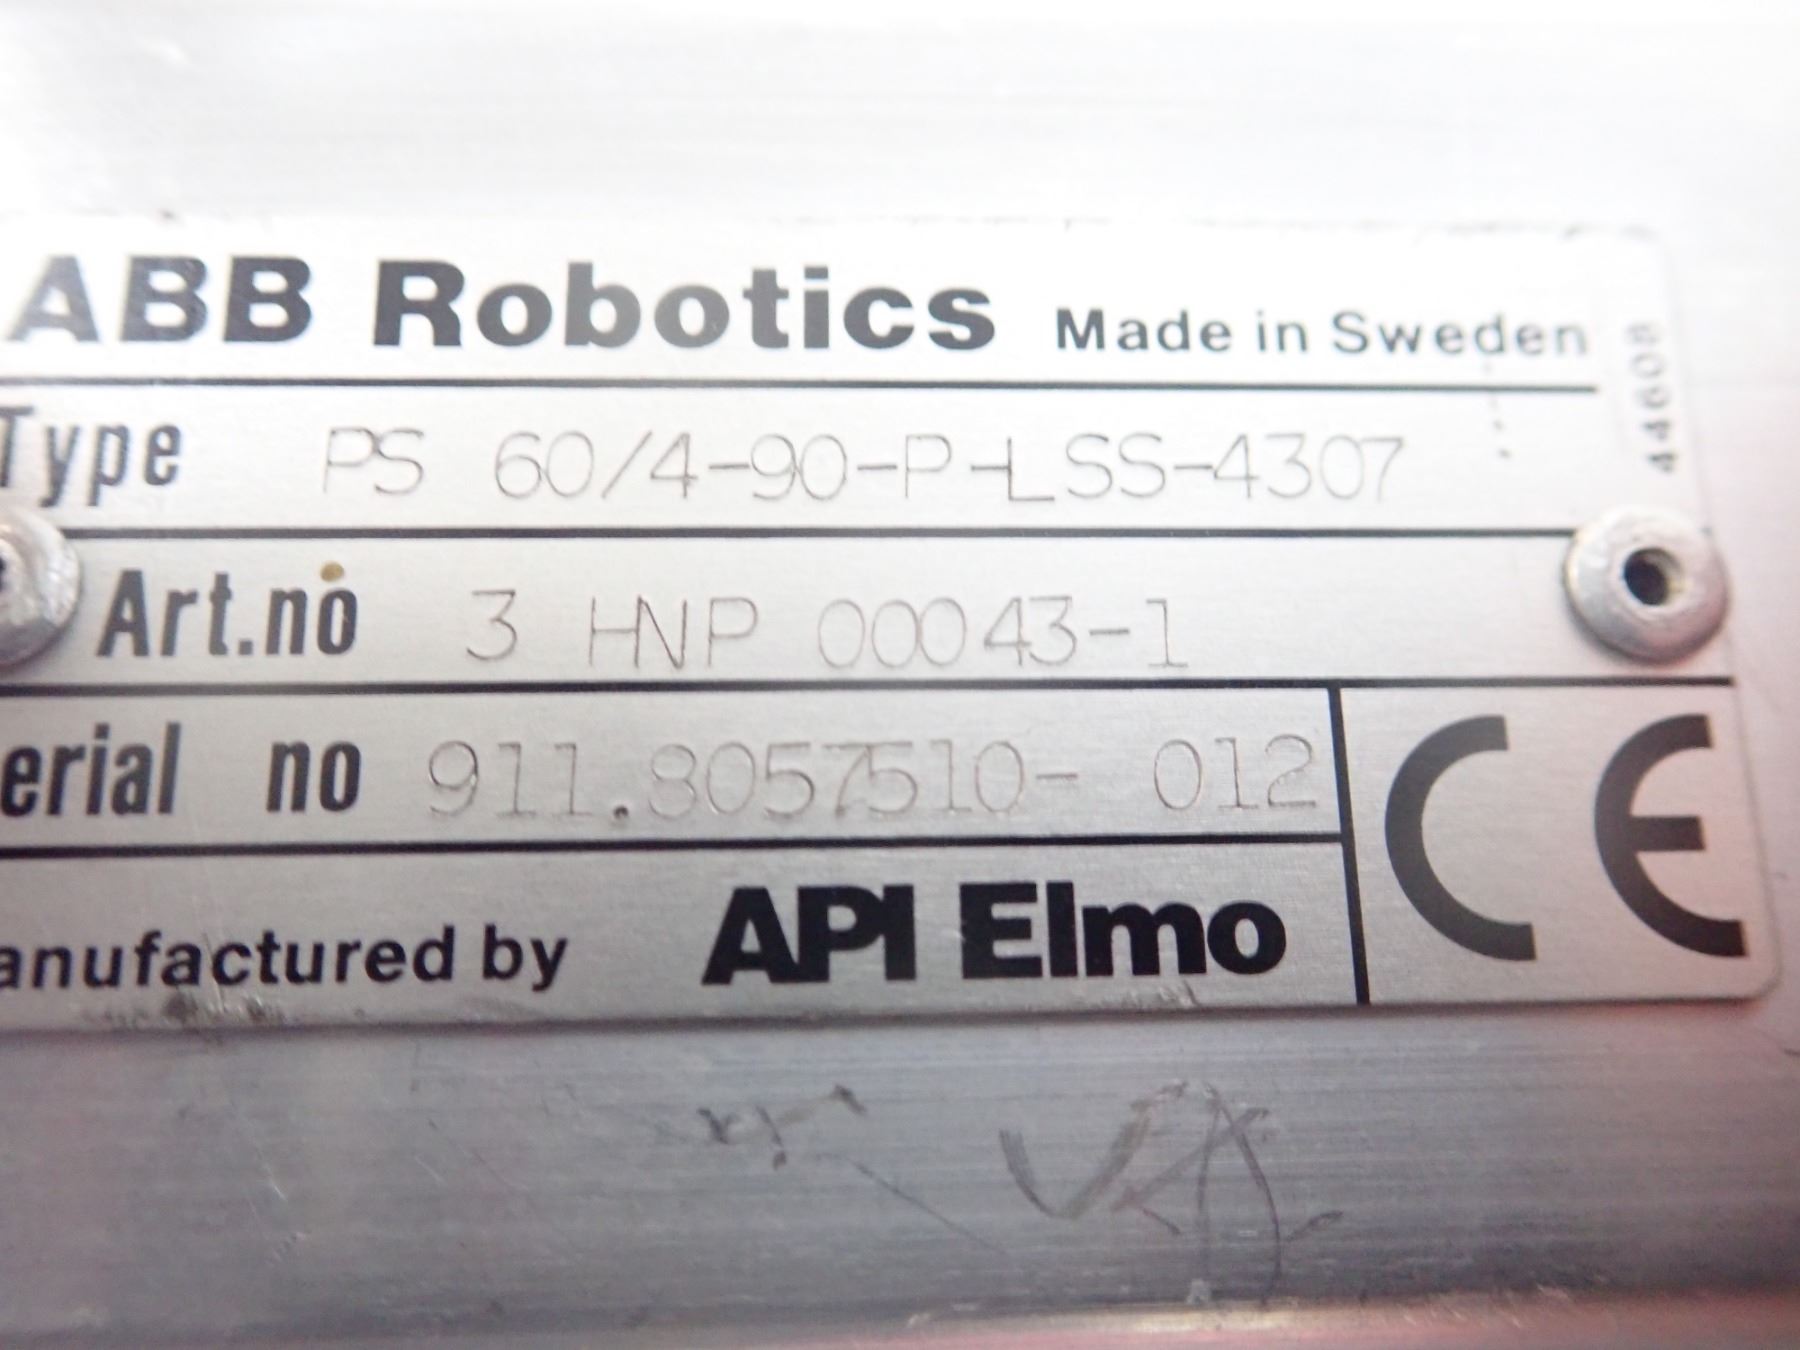 ABB Robotics Made in Sweden
44608
Type PS 60/4-90-P-LSS-4307
Art.no 3 HNP 00043-1
erial no 911.8057510- 012
anufactured by API Elmo
CE